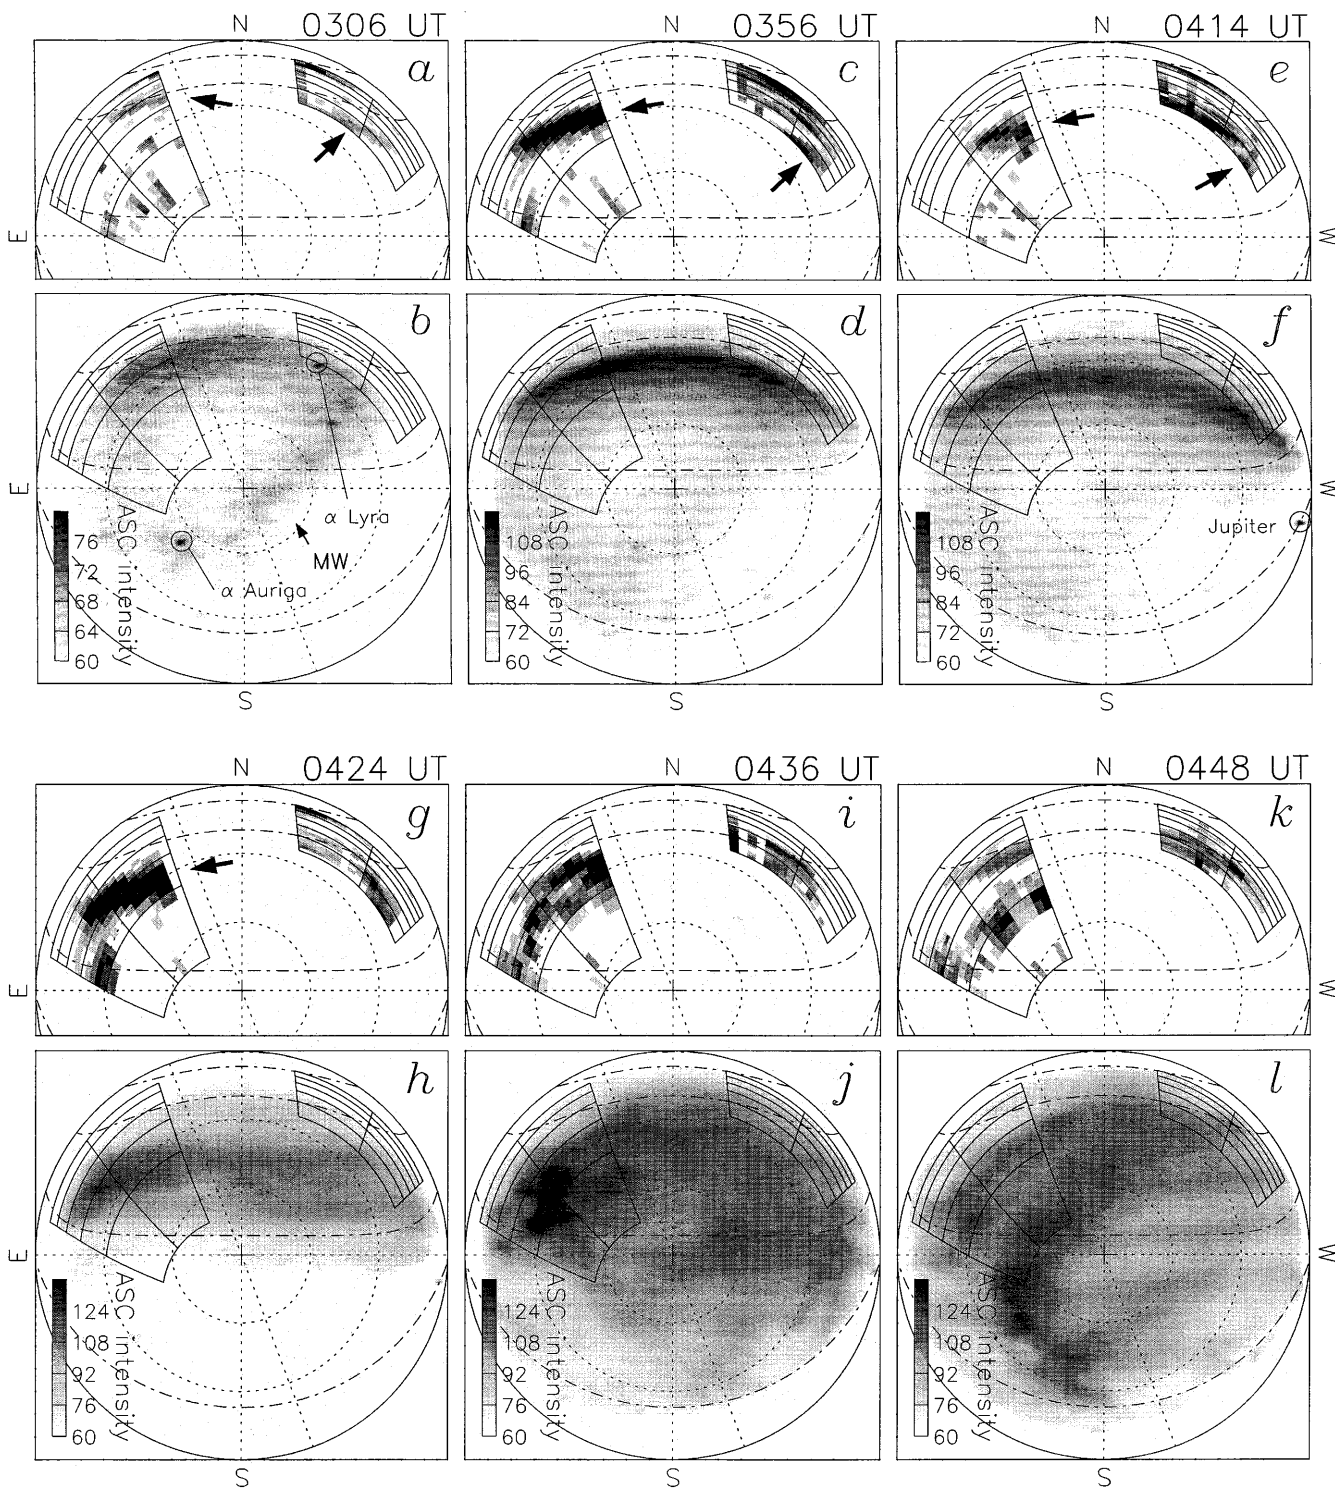 N 0306 UT
N 0356 UT
N 0414 UT
a
c
e
E
W
b
d
f
α Lyra
MW
α Auriga
Jupiter
E
W
ASC intensity
76
72
68
64
60
ASC intensity
108
96
84
72
60
ASC intensity
108
96
84
72
60
S
S
S
N 0424 UT
N 0436 UT
N 0448 UT
g
i
k
E
W
h
j
l
E
W
ASC intensity
124
108
92
76
60
ASC intensity
124
108
92
76
60
ASC intensity
124
108
92
76
60
S
S
S